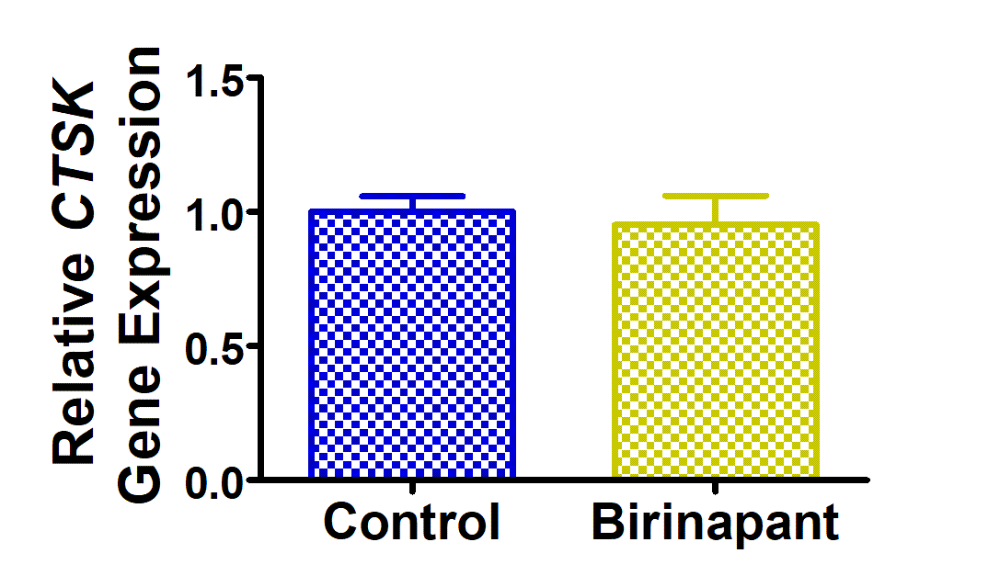 Relative CTSK
Gene Expression
1.5
1.0
0.5
0.0
Control
Birinapant